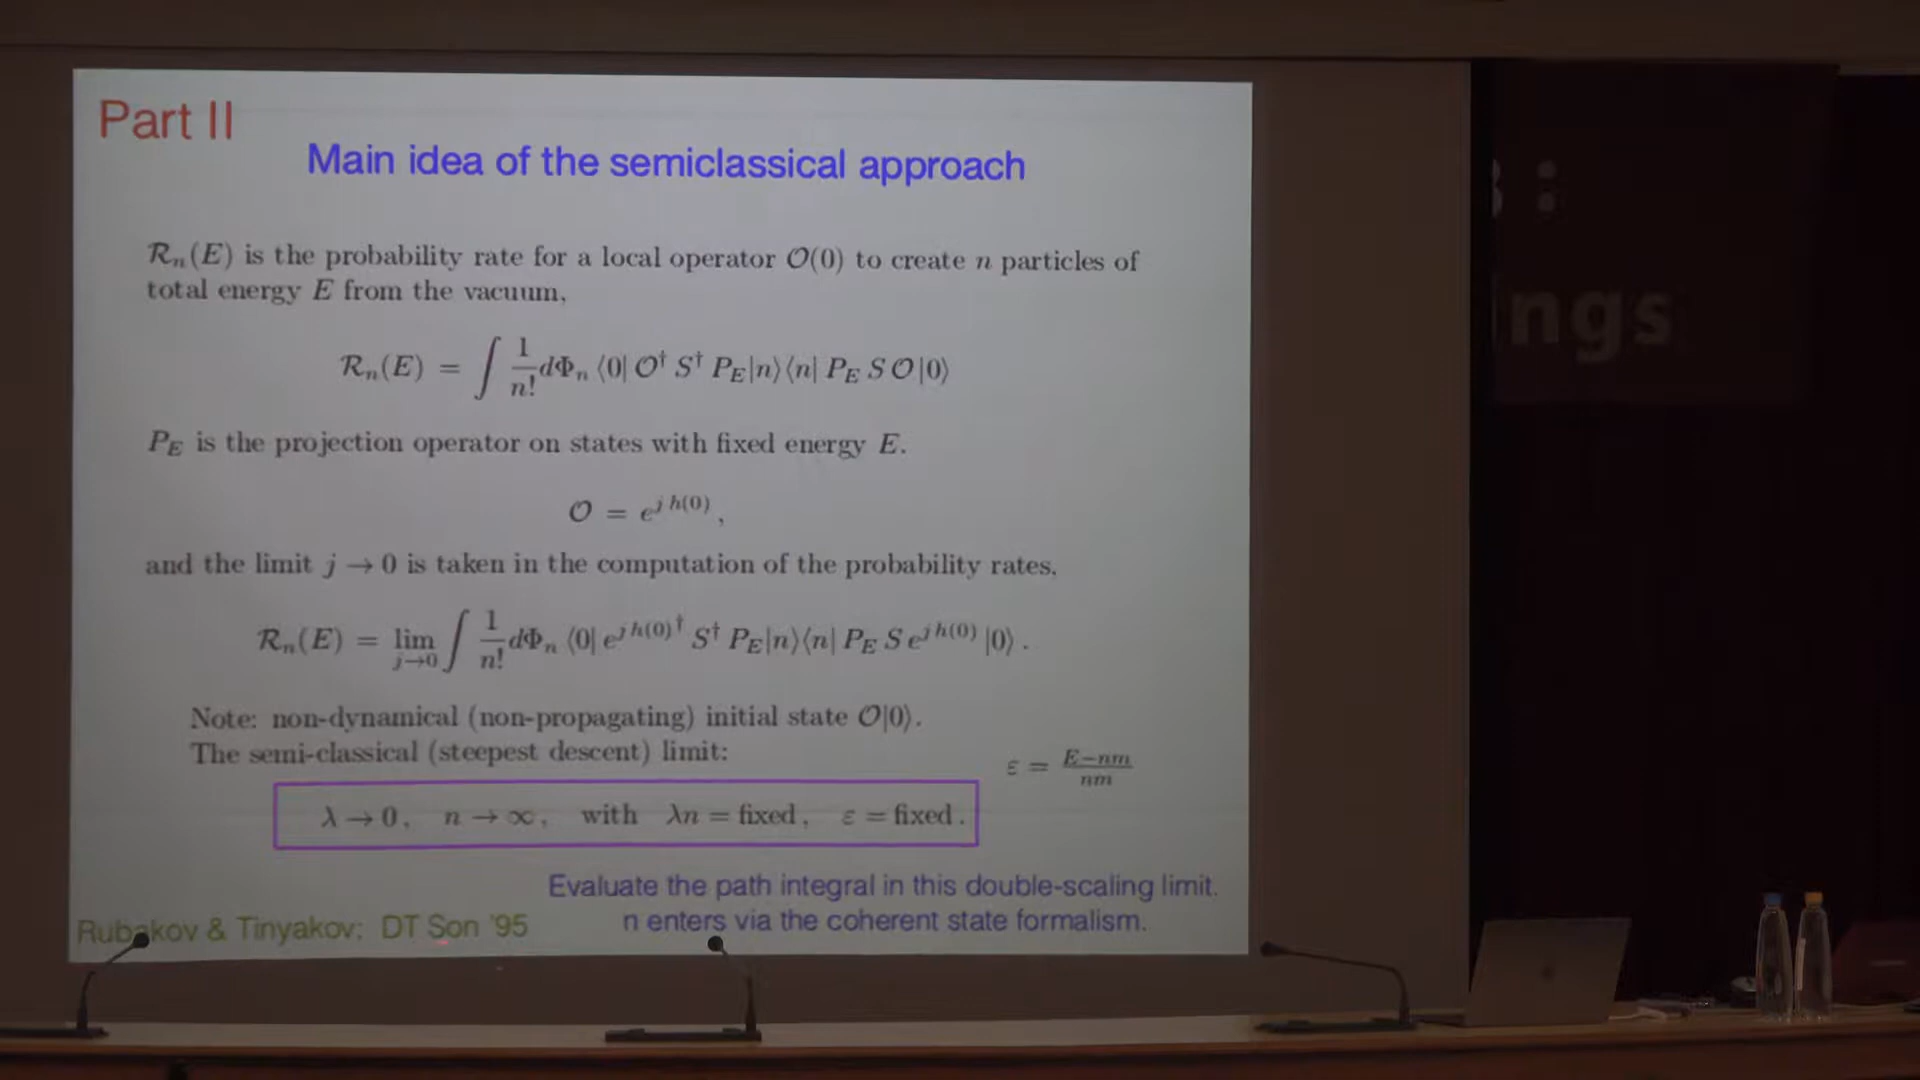 Part II
Main idea of the semiclassical approach
ℛₙ(E) is the probability rate for a local operator 𝒪(0) to create n particles of
total energy E from the vacuum,
ℛₙ(E) = ∫ 1/n! dΦₙ ⟨0| 𝒪† S† P_E|n⟩⟨n| P_E S 𝒪 |0⟩
P_E is the projection operator on states with fixed energy E.
𝒪 = e^{j h(0)} ,
and the limit j → 0 is taken in the computation of the probability rates,
ℛₙ(E) = lim_{j→0} ∫ 1/n! dΦₙ ⟨0| e^{j h(0)†} S† P_E|n⟩⟨n| P_E S e^{j h(0)} |0⟩ .
Note: non-dynamical (non-propagating) initial state 𝒪|0⟩.
The semi-classical (steepest descent) limit:
ε = (E−nm)/nm
λ → 0 , n → ∞ , with λn = fixed , ε = fixed .
Evaluate the path integral in this double-scaling limit.
n enters via the coherent state formalism.
Rubakov & Tinyakov; DT Son '95
:
ngs